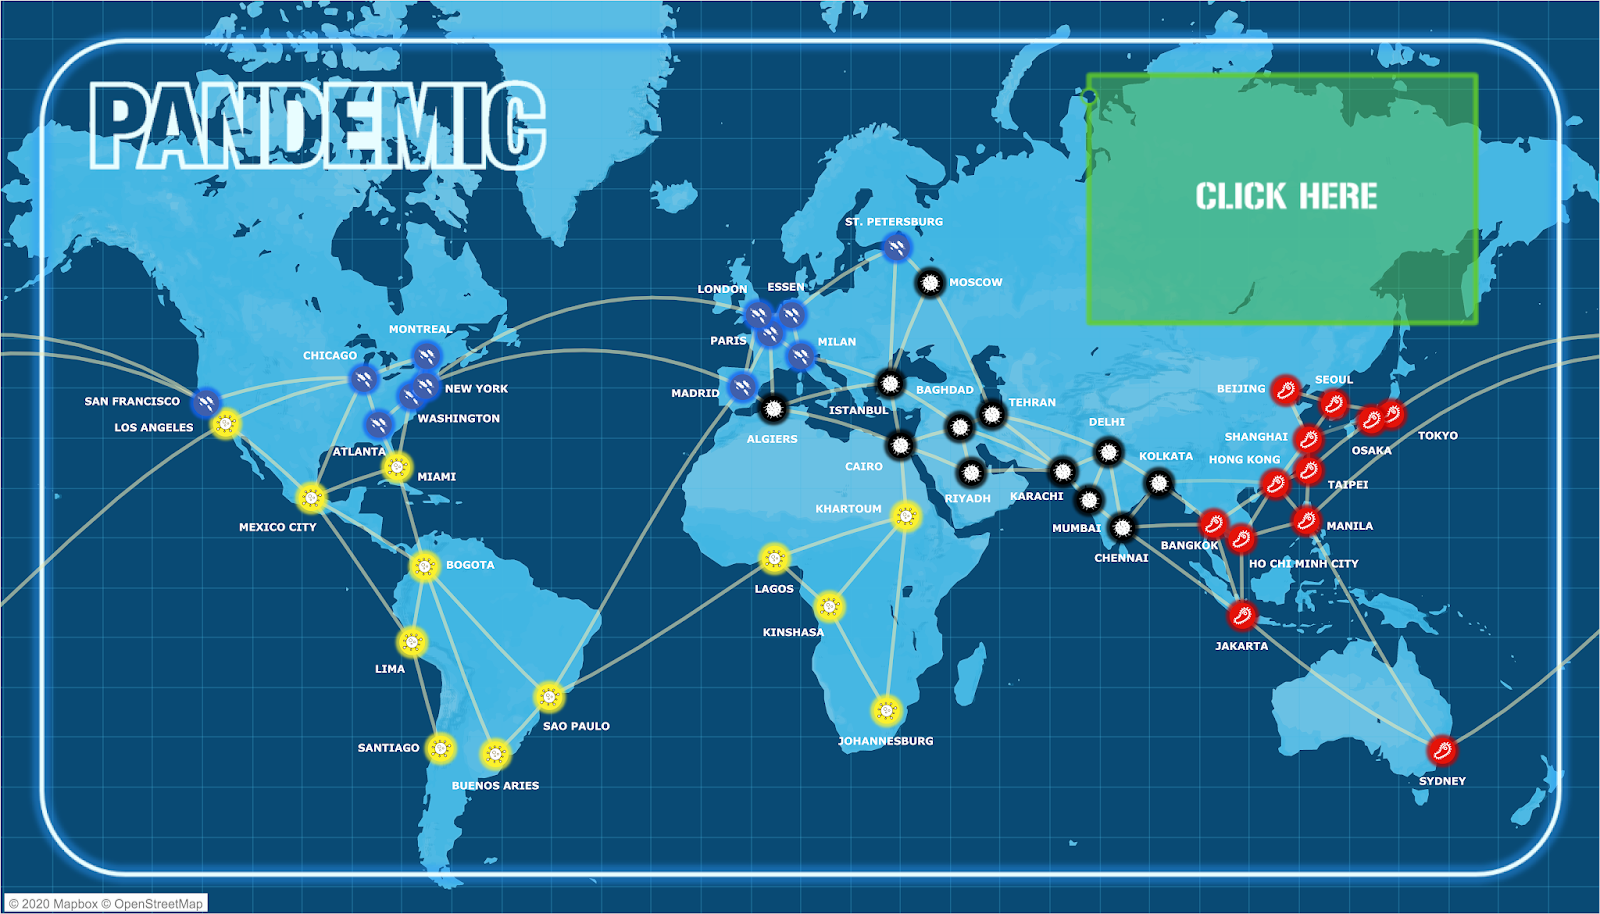 PANDEMIC
CLICK HERE
ST. PETERSBURG
MOSCOW
LONDON
ESSEN
PARIS
MILAN
MONTREAL
CHICAGO
NEW YORK
WASHINGTON
SAN FRANCISCO
LOS ANGELES
ATLANTA
MIAMI
MEXICO CITY
MADRID
ALGIERS
ISTANBUL
BAGHDAD
TEHRAN
CAIRO
RIYADH
KARACHI
DELHI
KOLKATA
MUMBAI
CHENNAI
BEIJING
SEOUL
SHANGHAI
TOKYO
OSAKA
HONG KONG
TAIPEI
BANGKOK
MANILA
HO CHI MINH CITY
KHARTOUM
BOGOTA
LAGOS
KINSHASA
JAKARTA
LIMA
SAO PAULO
SANTIAGO
BUENOS ARIES
JOHANNESBURG
SYDNEY
© 2020 Mapbox © OpenStreetMap